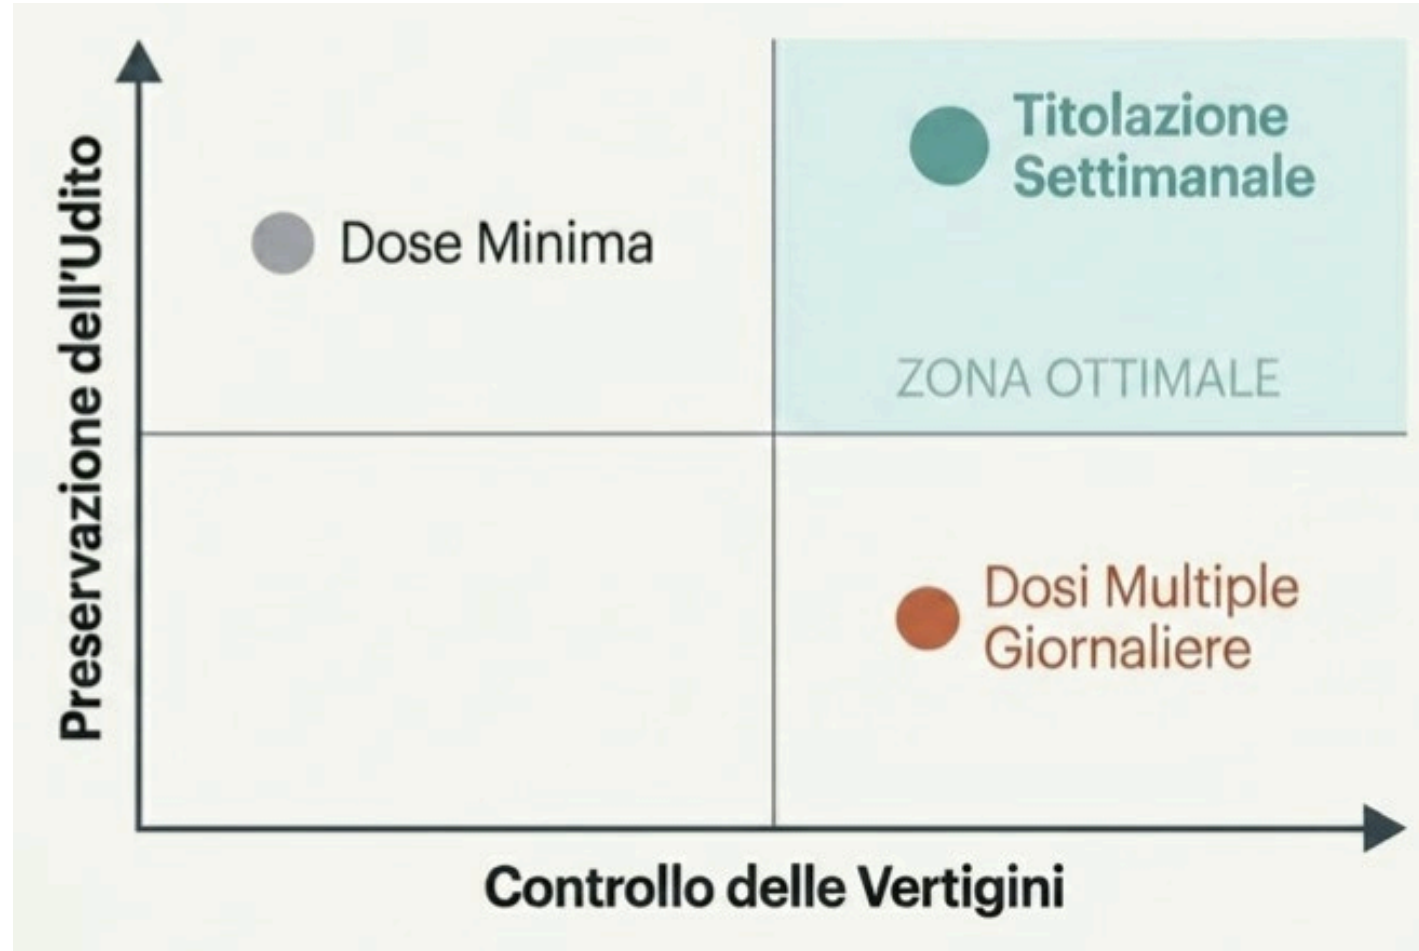 Preservazione dell'Udito
Titolazione
Settimanale
Dose Minima
ZONA OTTIMALE
Dosi Multiple
Giornaliere
Controllo delle Vertigini